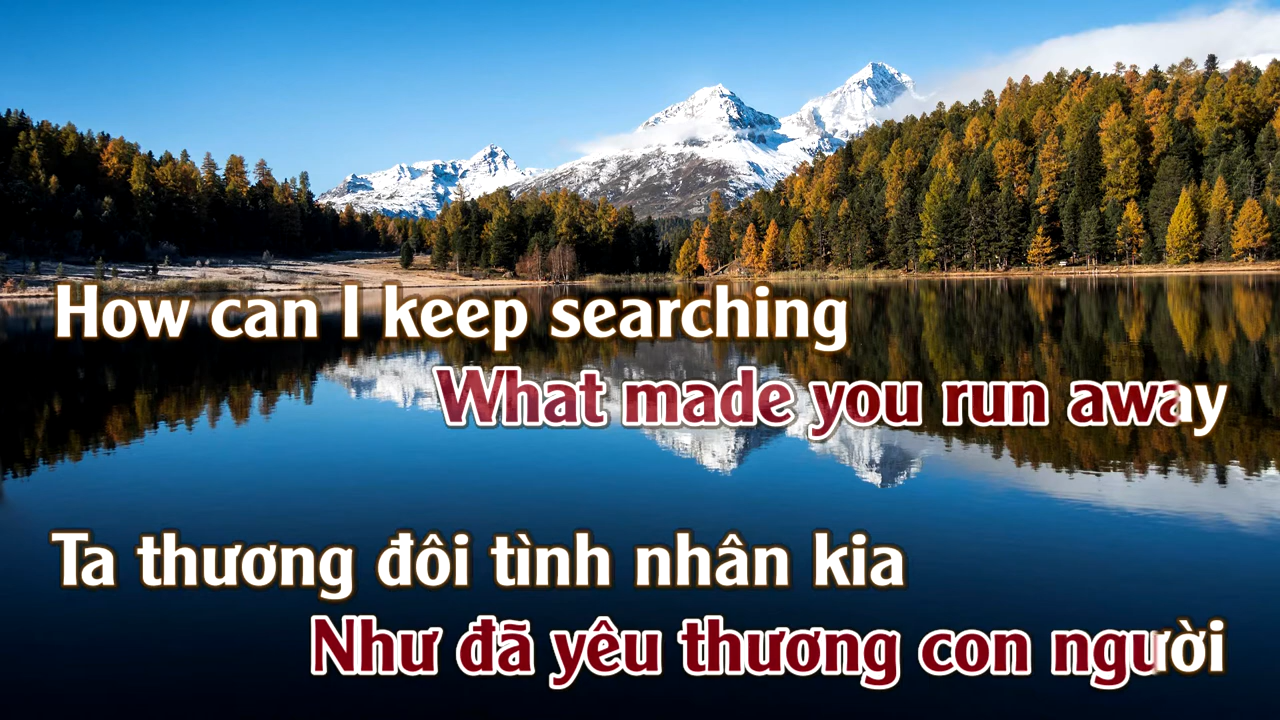 How can I keep searching
What made you run away
Ta thương đôi tình nhân kia
Như đã yêu thương con người